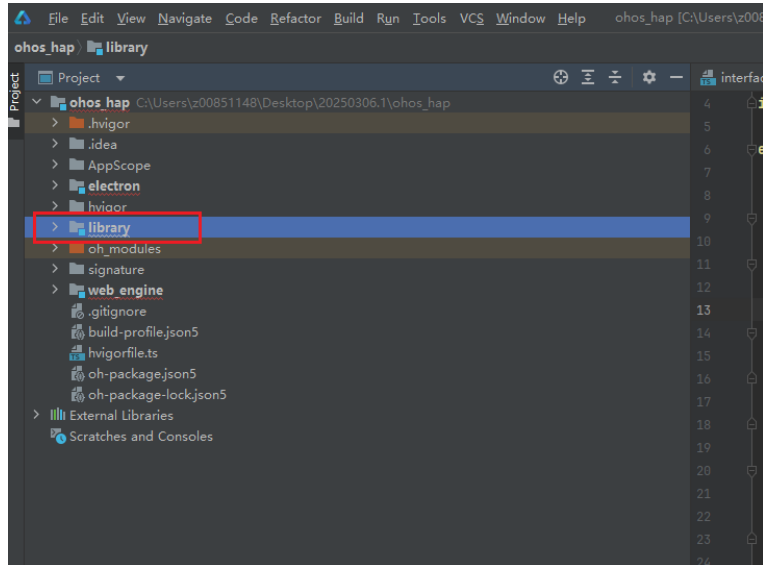 File Edit View Navigate Code Refactor Build Run Tools VCS Window Help ohos_hap [C:\Users\z008
ohos_hap library
Project
Project interfac
ohos_hap C:\Users\z00851148\Desktop\20250306.1\ohos_hap
.hvigor
.idea
AppScope
electron
hvigor
library
oh_modules
signature
web_engine
.gitignore
build-profile.json5
hvigorfile.ts
oh-package.json5
oh-package-lock.json5
External Libraries
Scratches and Consoles
4 i
5
6 e
7
8
9
10
11
12
13
14
15
16
17
18
19
20
21
22
23
24